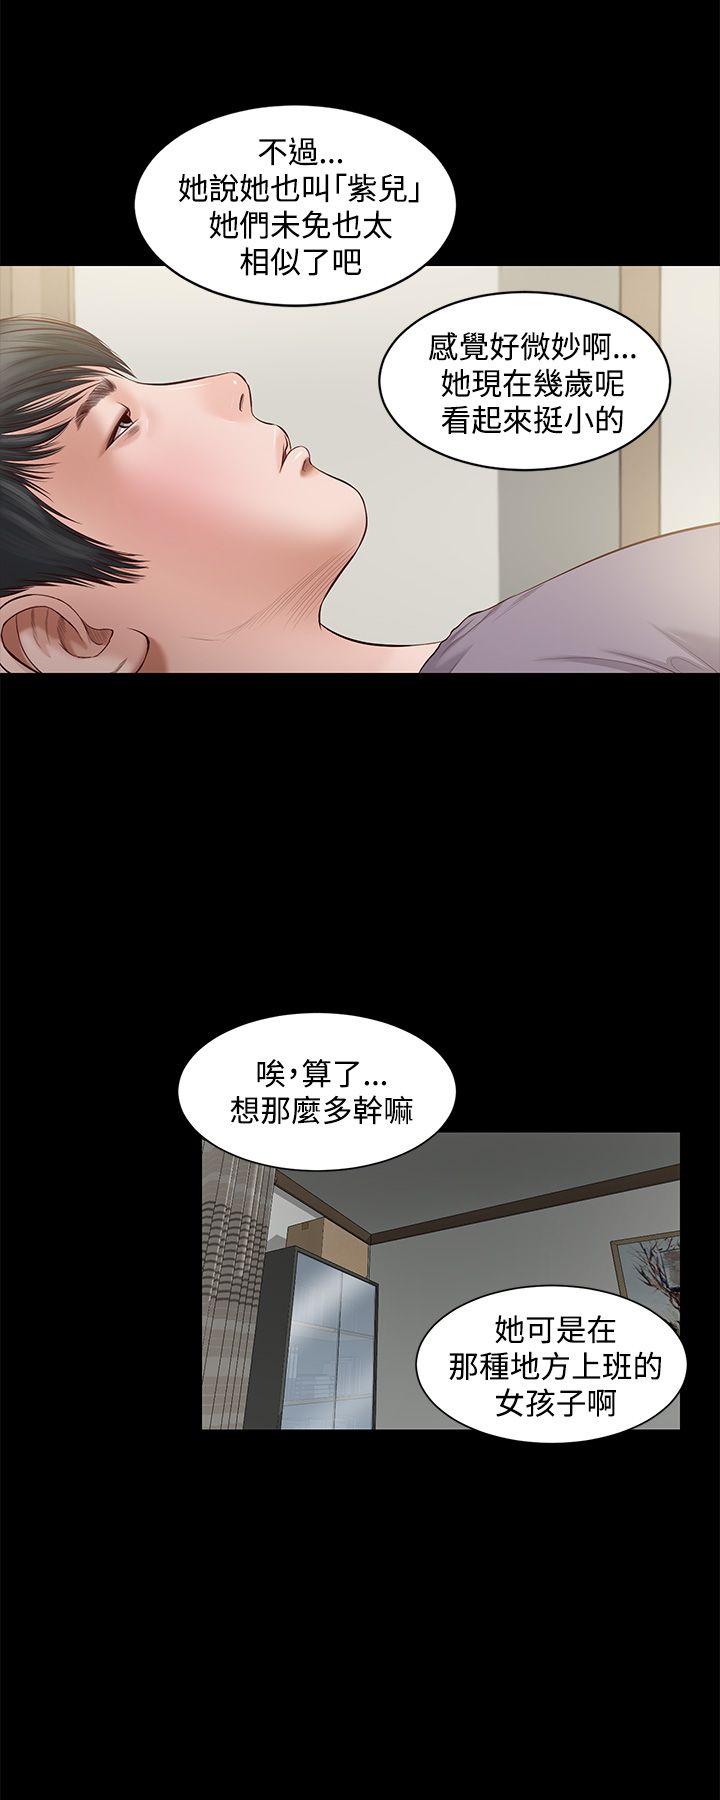 不過...
她說她也叫「紫兒」
她們未免也太
相似了吧
感覺好微妙啊...
她現在幾歲呢
看起來挺小的
唉，算了...
想那麼多幹嘛
她可是在
那種地方上班的
女孩子啊